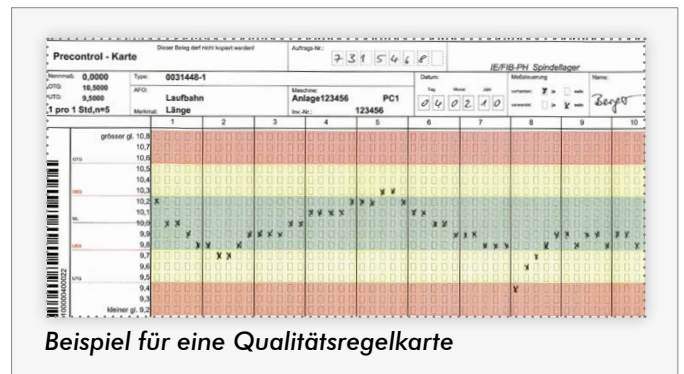 Precontrol - Karte
Dieser Beleg darf nicht kopiert werden!
Auftrags-Nr.:
7 3 1 5 4 6 8
IE/FIB-PH Spindellager
Nennmaß: 0,0000
OTG: 10,5000
UTG: 9,5000
1 pro 1 Std,n=5
Type: 0031448-1
AFO:
Laufbahn
Merkmal: Länge
Maschine:
Anlage123456 PC1
Inv.-Nr.: 123456
Datum:
Tag Monat Jahr
0 4 0 2 1 0
Meßsteuerung
vorhanden: X ja nein
verwendet: ja X nein
Name:
Berger
1 2 3 4 5 6 7 8 9 10
grösser gl. 10,8
10,7
OTG 10,6
10,5
10,4
10,3
10,2
10,1
10,0
9,9
9,8
9,7
9,6
UTG 9,5
9,4
9,3
kleiner gl. 9,2
Beispiel für eine Qualitätsregelkarte